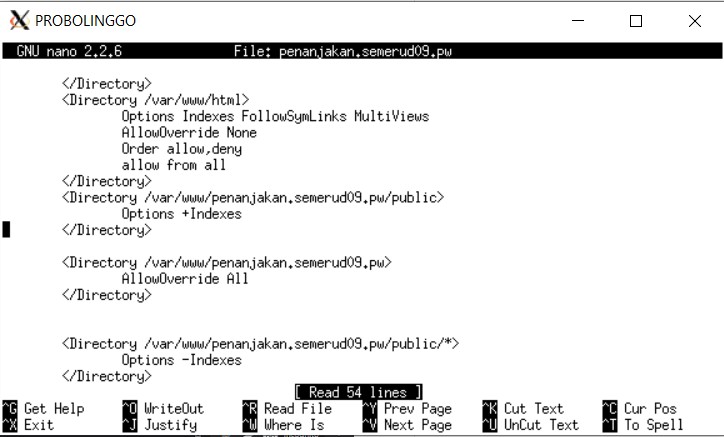 PROBOLINGGO
GNU nano 2.2.6 File: penanjakan.semerud09.pw
</Directory>
<Directory /var/www/html>
Options Indexes FollowSymLinks MultiViews
AllowOverride None
Order allow,deny
allow from all
</Directory>
<Directory /var/www/penanjakan.semerud09.pw/public>
Options +Indexes
</Directory>
<Directory /var/www/penanjakan.semerud09.pw>
AllowOverride All
</Directory>
<Directory /var/www/penanjakan.semerud09.pw/public/*>
Options -Indexes
</Directory>
[ Read 54 lines ]
^G Get Help ^O WriteOut ^R Read File ^Y Prev Page ^K Cut Text ^C Cur Pos
^X Exit ^J Justify ^W Where Is ^V Next Page ^U UnCut Text ^T To Spell